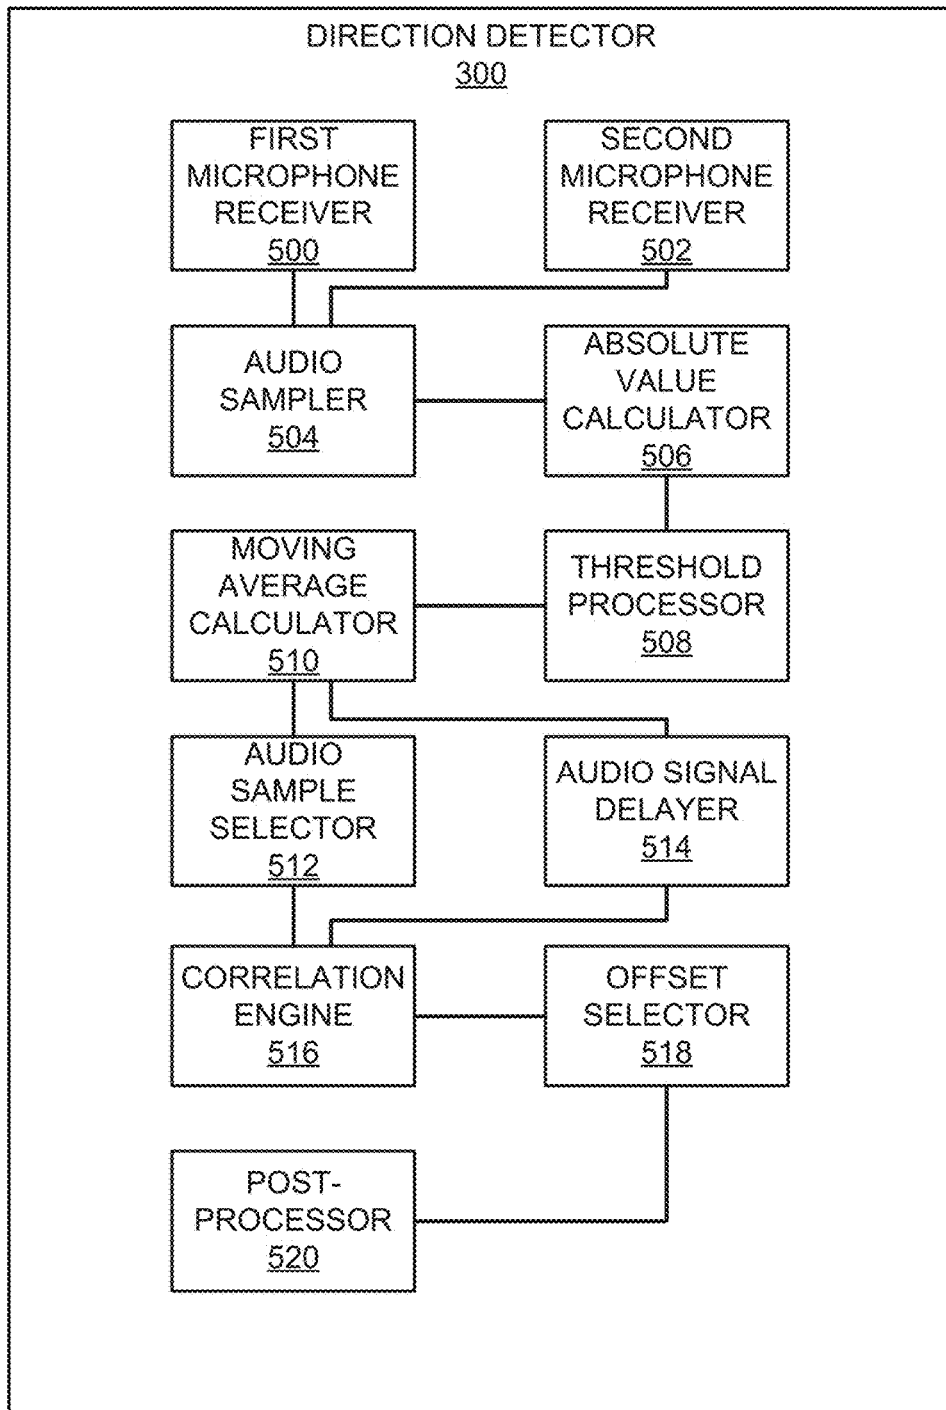 DIRECTION DETECTOR
300
FIRST
MICROPHONE
RECEIVER
500
SECOND
MICROPHONE
RECEIVER
502
AUDIO
SAMPLER
504
ABSOLUTE
VALUE
CALCULATOR
506
MOVING
AVERAGE
CALCULATOR
510
THRESHOLD
PROCESSOR
508
AUDIO
SAMPLE
SELECTOR
512
AUDIO SIGNAL
DELAYER
514
CORRELATION
ENGINE
516
OFFSET
SELECTOR
518
POST-
PROCESSOR
520